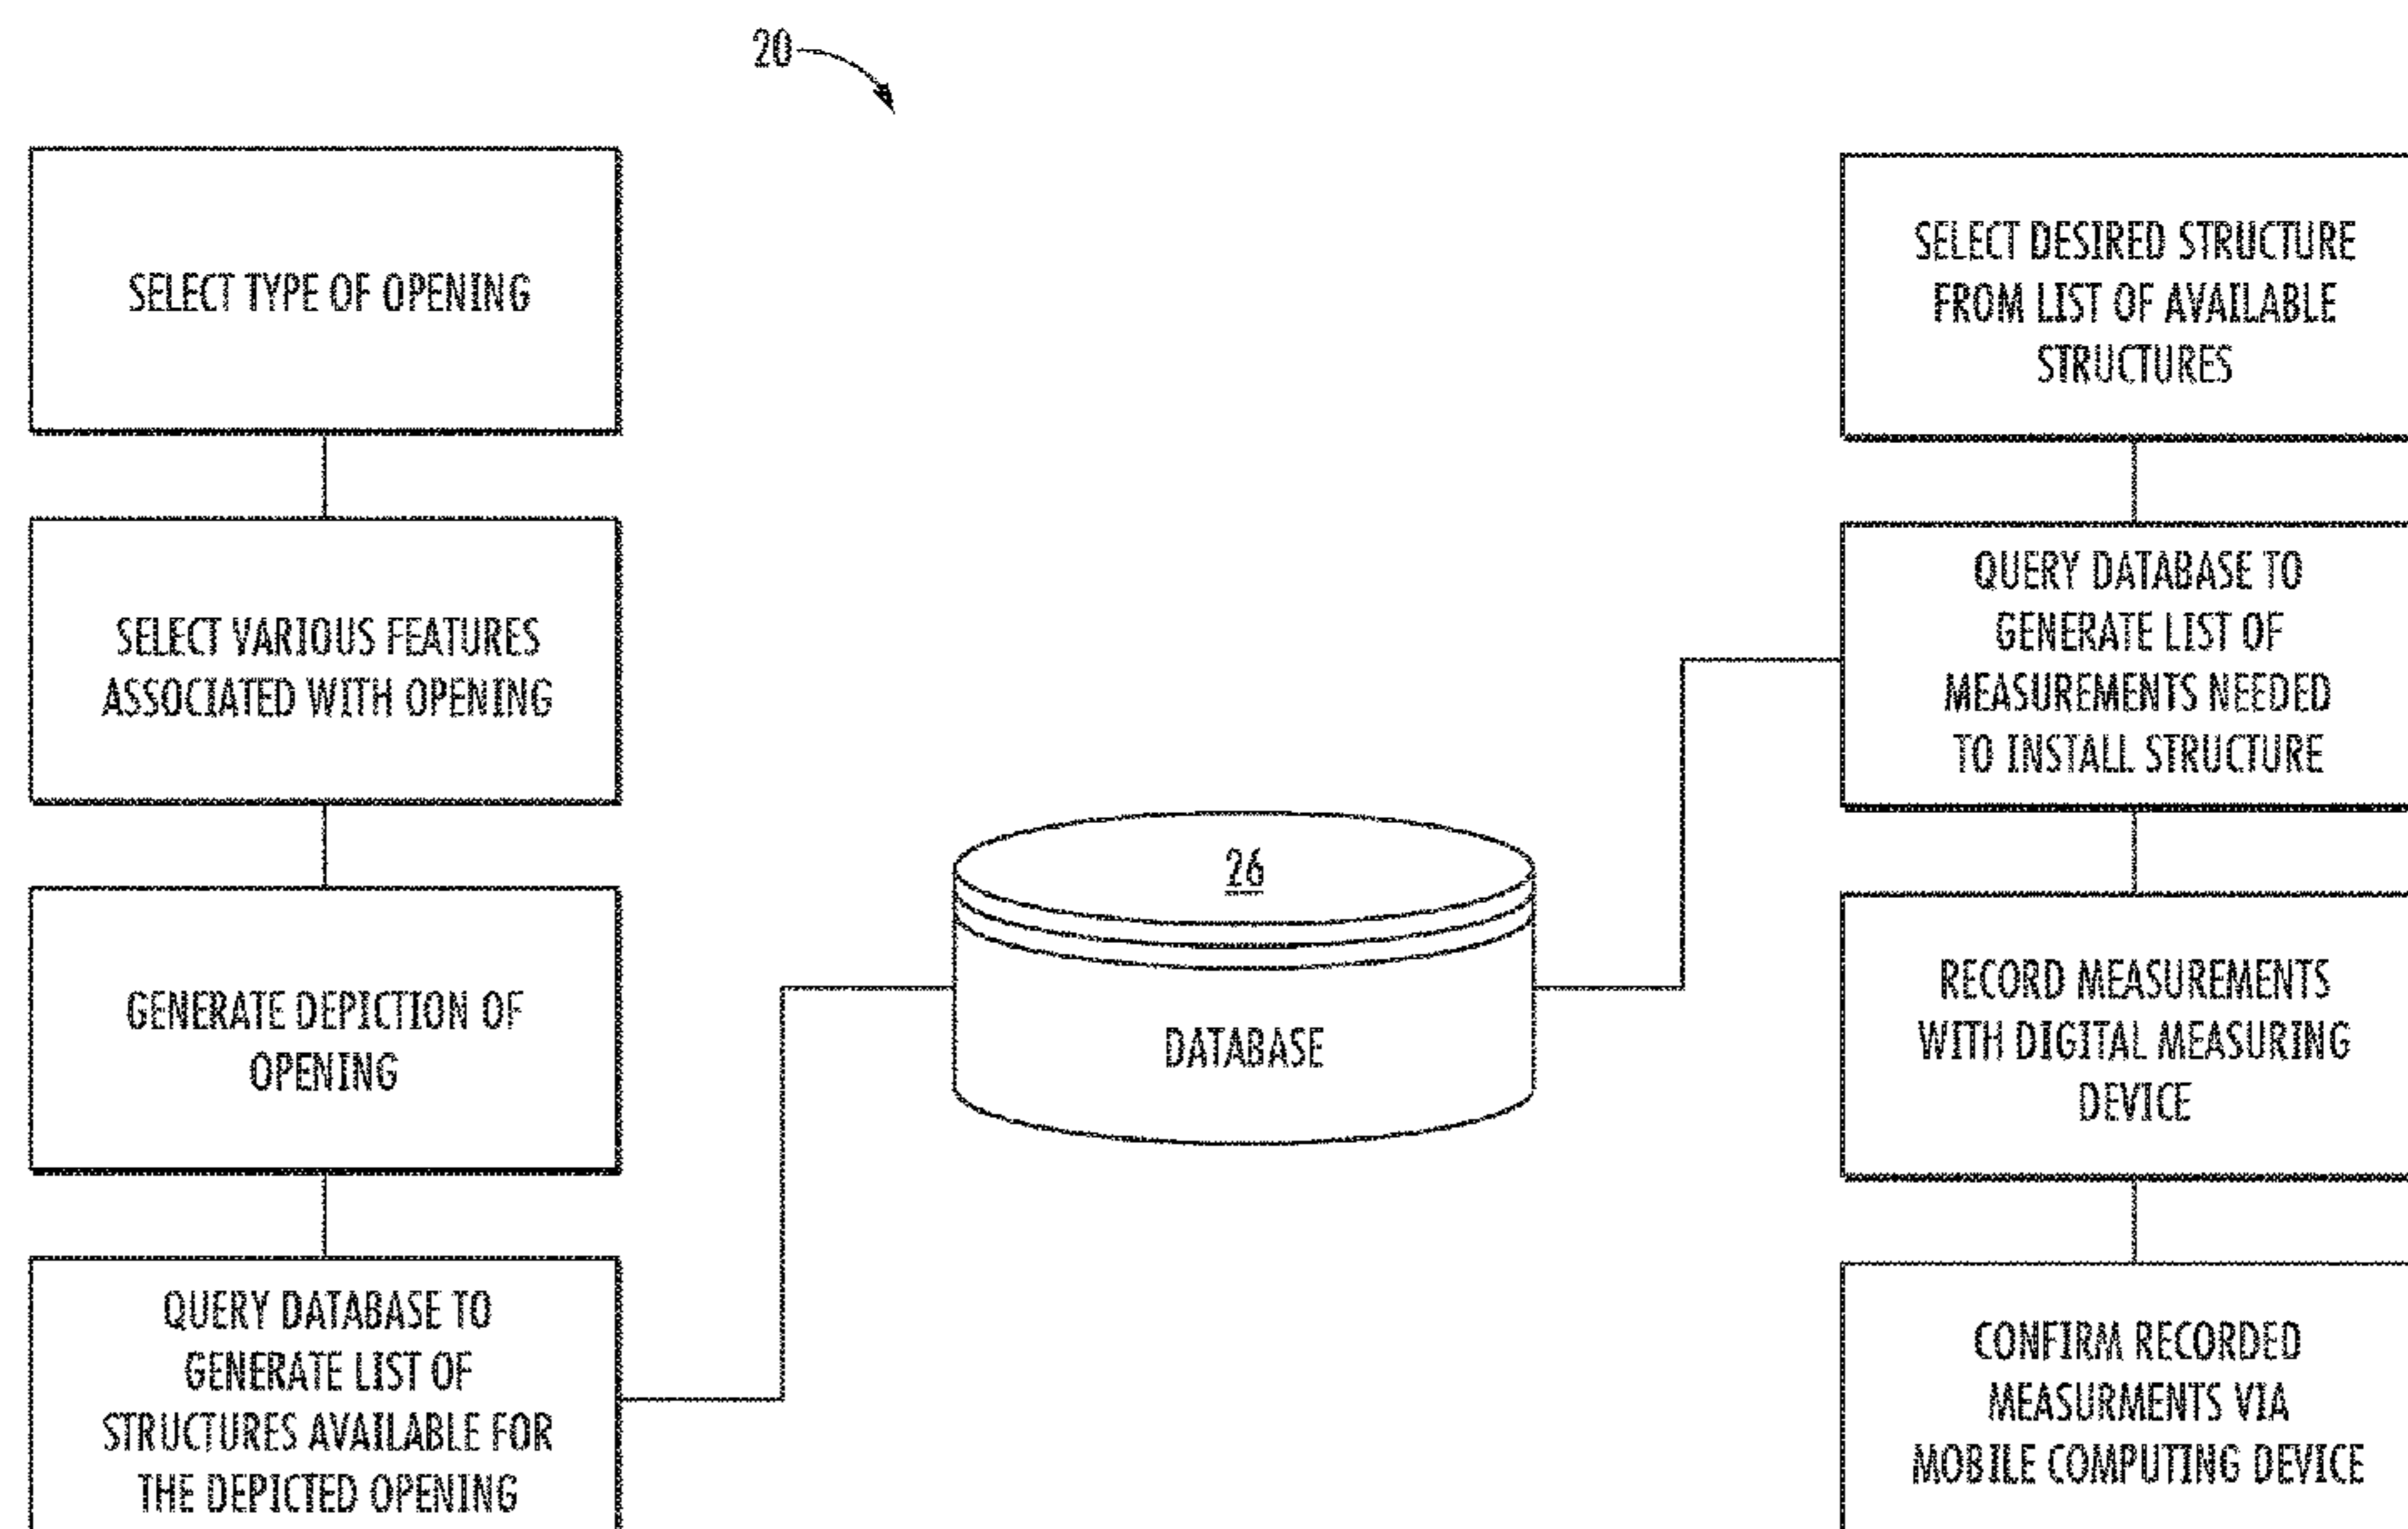 20
SELECT TYPE OF OPENING
SELECT VARIOUS FEATURES
ASSOCIATED WITH OPENING
GENERATE DEPICTION OF
OPENING
QUERY DATABASE TO
GENERATE LIST OF
STRUCTURES AVAILABLE FOR
THE DEPICTED OPENING
26
DATABASE
SELECT DESIRED STRUCTURE
FROM LIST OF AVAILABLE
STRUCTURES
QUERY DATABASE TO
GENERATE LIST OF
MEASUREMENTS NEEDED
TO INSTALL STRUCTURE
RECORD MEASUREMENTS
WITH DIGITAL MEASURING
DEVICE
CONFIRM RECORDED
MEASURMENTS VIA
MOBILE COMPUTING DEVICE